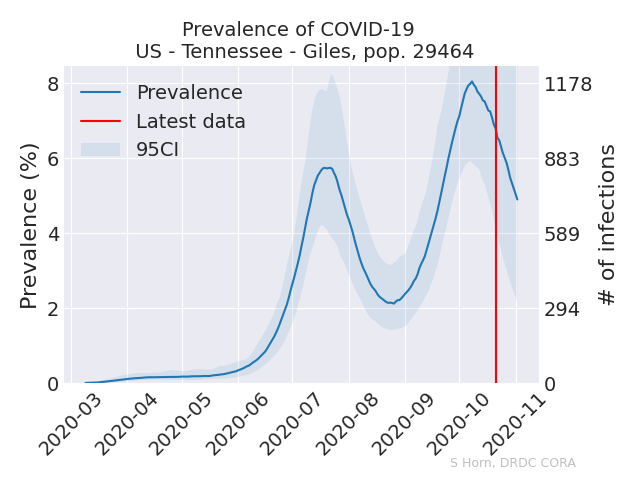 Prevalence of COVID-19
US - Tennessee - Giles, pop. 29464
Prevalence
Latest data
95CI
Prevalence (%)
8
6
4
2
0
1178
883
589
294
0
# of infections
2020-03
2020-04
2020-05
2020-06
2020-07
2020-08
2020-09
2020-10
2020-11
S Horn, DRDC CORA